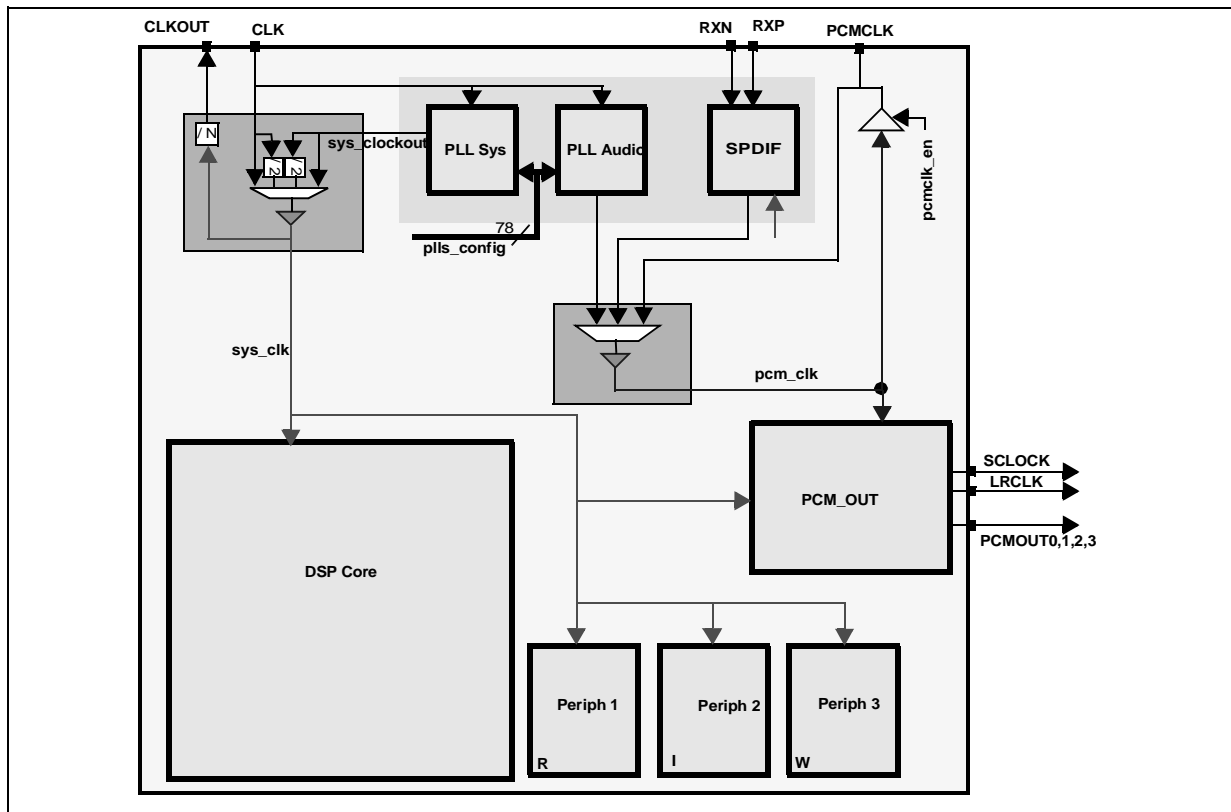 CLKOUT
CLK
RXN
RXP
PCMCLK
/ N
/ 2
/ 2
sys_clockout
PLL Sys
PLL Audio
SPDIF
pcmclk_en
78
plls_config
sys_clk
pcm_clk
DSP Core
PCM_OUT
SCLOCK
LRCLK
PCMOUT0,1,2,3
Periph 1
R
Periph 2
I
Periph 3
W